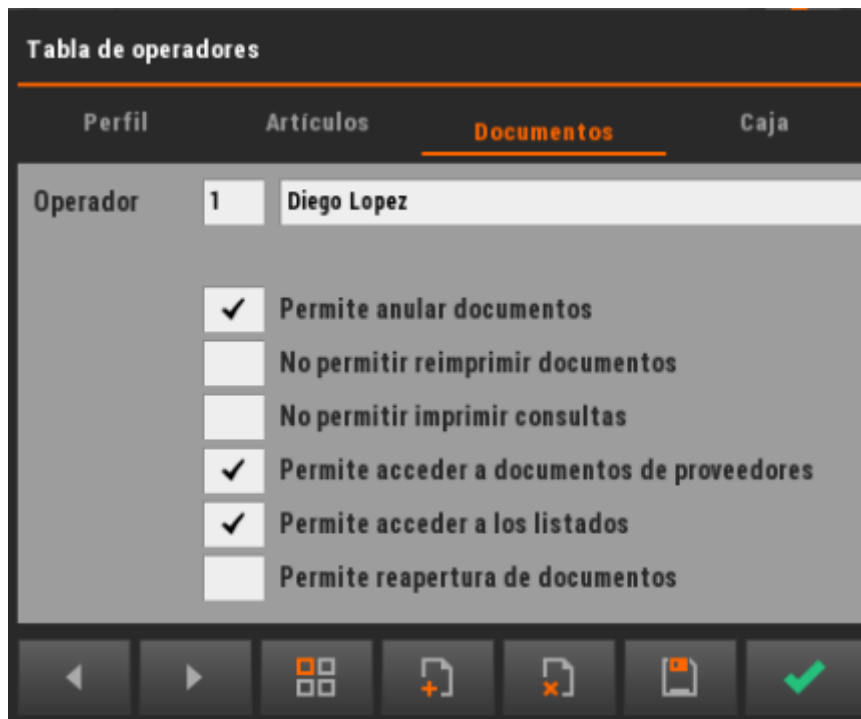 Tabla de operadores
Perfil Artículos Documentos Caja
Operador 1 Diego Lopez
Permite anular documentos
No permitir reimprimir documentos
No permitir imprimir consultas
Permite acceder a documentos de proveedores
Permite acceder a los listados
Permite reapertura de documentos